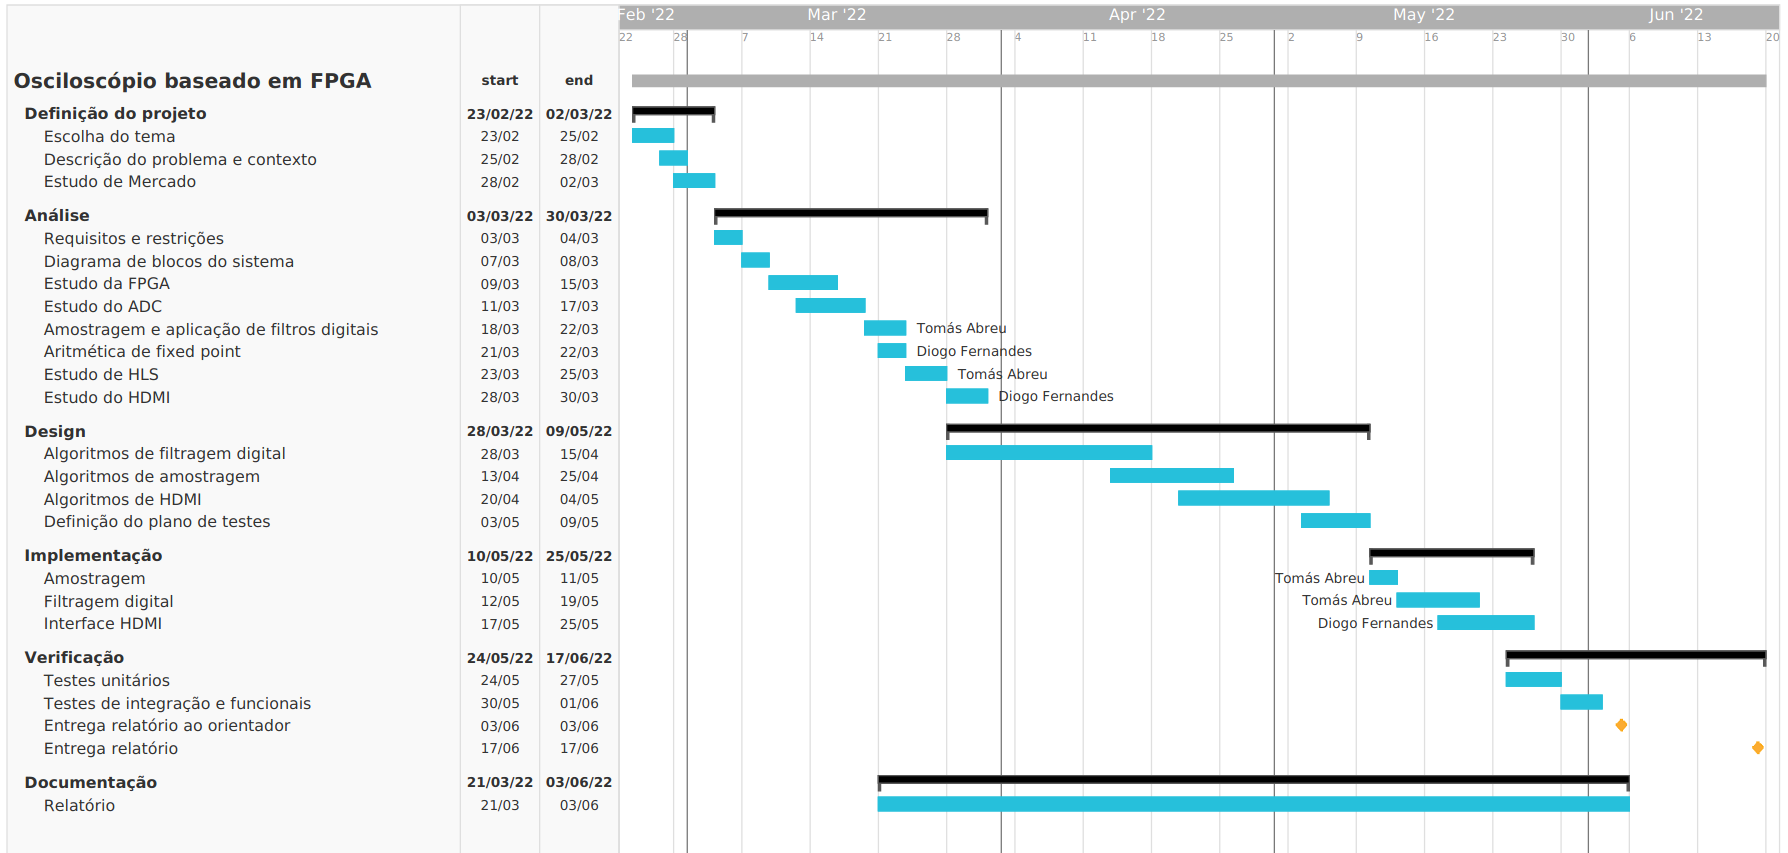 Feb '22 Mar '22 Apr '22 May '22 Jun '22
22 28 7 14 21 28 4 11 18 25 2 9 16 23 30 6 13 20
Osciloscópio baseado em FPGA start end
Definição do projeto 23/02/22 02/03/22
Escolha do tema 23/02 25/02
Descrição do problema e contexto 25/02 28/02
Estudo de Mercado 28/02 02/03
Análise 03/03/22 30/03/22
Requisitos e restrições 03/03 04/03
Diagrama de blocos do sistema 07/03 08/03
Estudo da FPGA 09/03 15/03
Estudo do ADC 11/03 17/03
Amostragem e aplicação de filtros digitais 18/03 22/03 Tomás Abreu
Aritmética de fixed point 21/03 22/03 Diogo Fernandes
Estudo de HLS 23/03 25/03 Tomás Abreu
Estudo do HDMI 28/03 30/03 Diogo Fernandes
Design 28/03/22 09/05/22
Algoritmos de filtragem digital 28/03 15/04
Algoritmos de amostragem 13/04 25/04
Algoritmos de HDMI 20/04 04/05
Definição do plano de testes 03/05 09/05
Implementação 10/05/22 25/05/22
Amostragem 10/05 11/05 Tomás Abreu
Filtragem digital 12/05 19/05 Tomás Abreu
Interface HDMI 17/05 25/05 Diogo Fernandes
Verificação 24/05/22 17/06/22
Testes unitários 24/05 27/05
Testes de integração e funcionais 30/05 01/06
Entrega relatório ao orientador 03/06 03/06
Entrega relatório 17/06 17/06
Documentação 21/03/22 03/06/22
Relatório 21/03 03/06